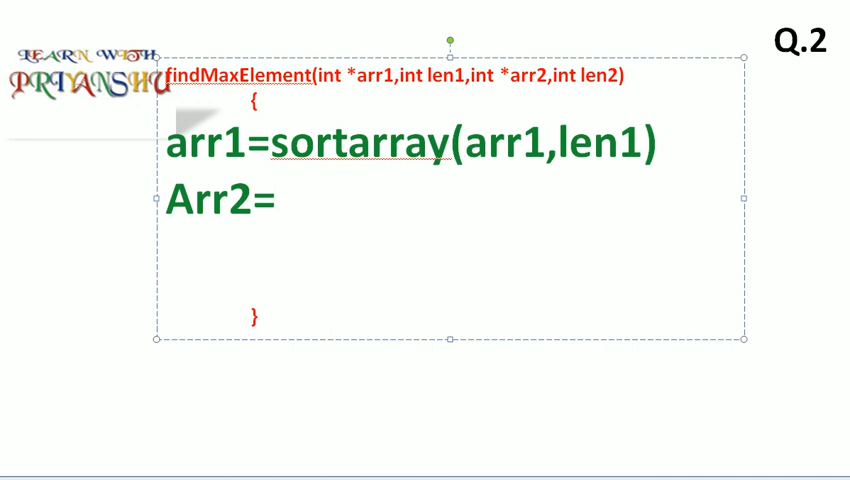 Q.2
LEARN WITH
PRIYANSHU
findMaxElement(int *arr1,int len1,int *arr2,int len2)
{
arr1=sortarray(arr1,len1)
Arr2=
}